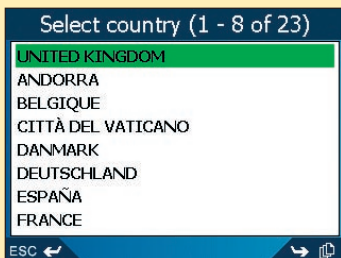 Select country (1 - 8 of 23)
UNITED KINGDOM
ANDORRA
BELGIQUE
CITTÀ DEL VATICANO
DANMARK
DEUTSCHLAND
ESPAÑA
FRANCE
ESC